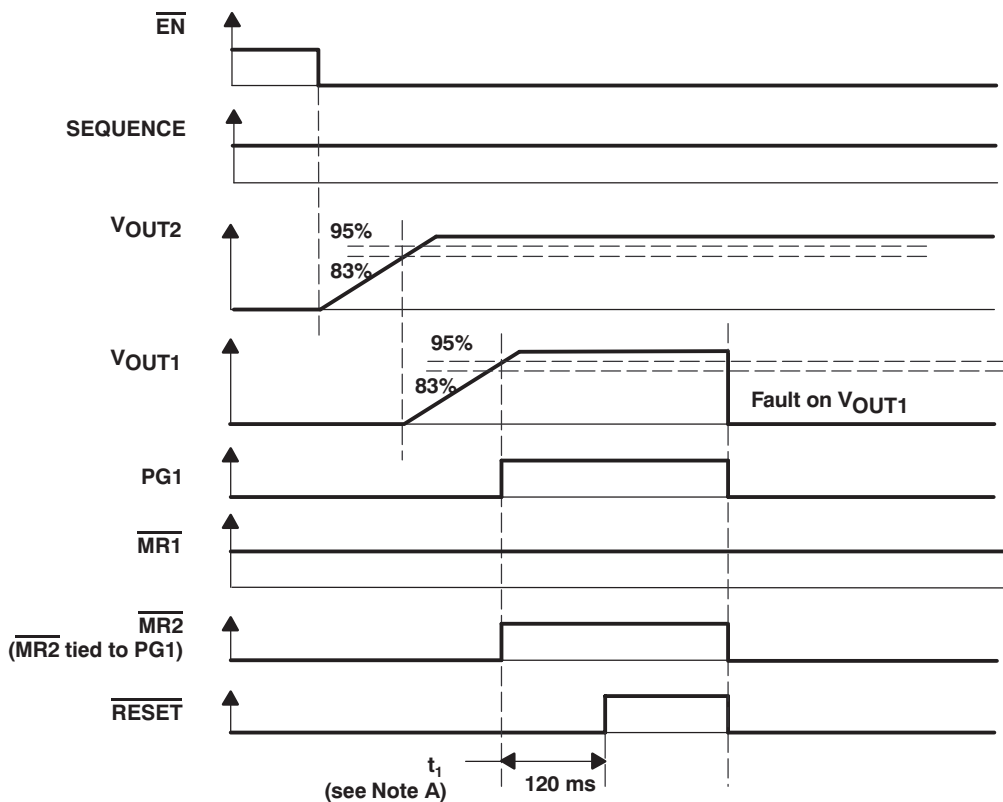 EN
SEQUENCE
VOUT2
95%
83%
VOUT1
95%
83%
Fault on VOUT1
PG1
MR1
MR2
(MR2 tied to PG1)
RESET
t1
(see Note A)
120 ms